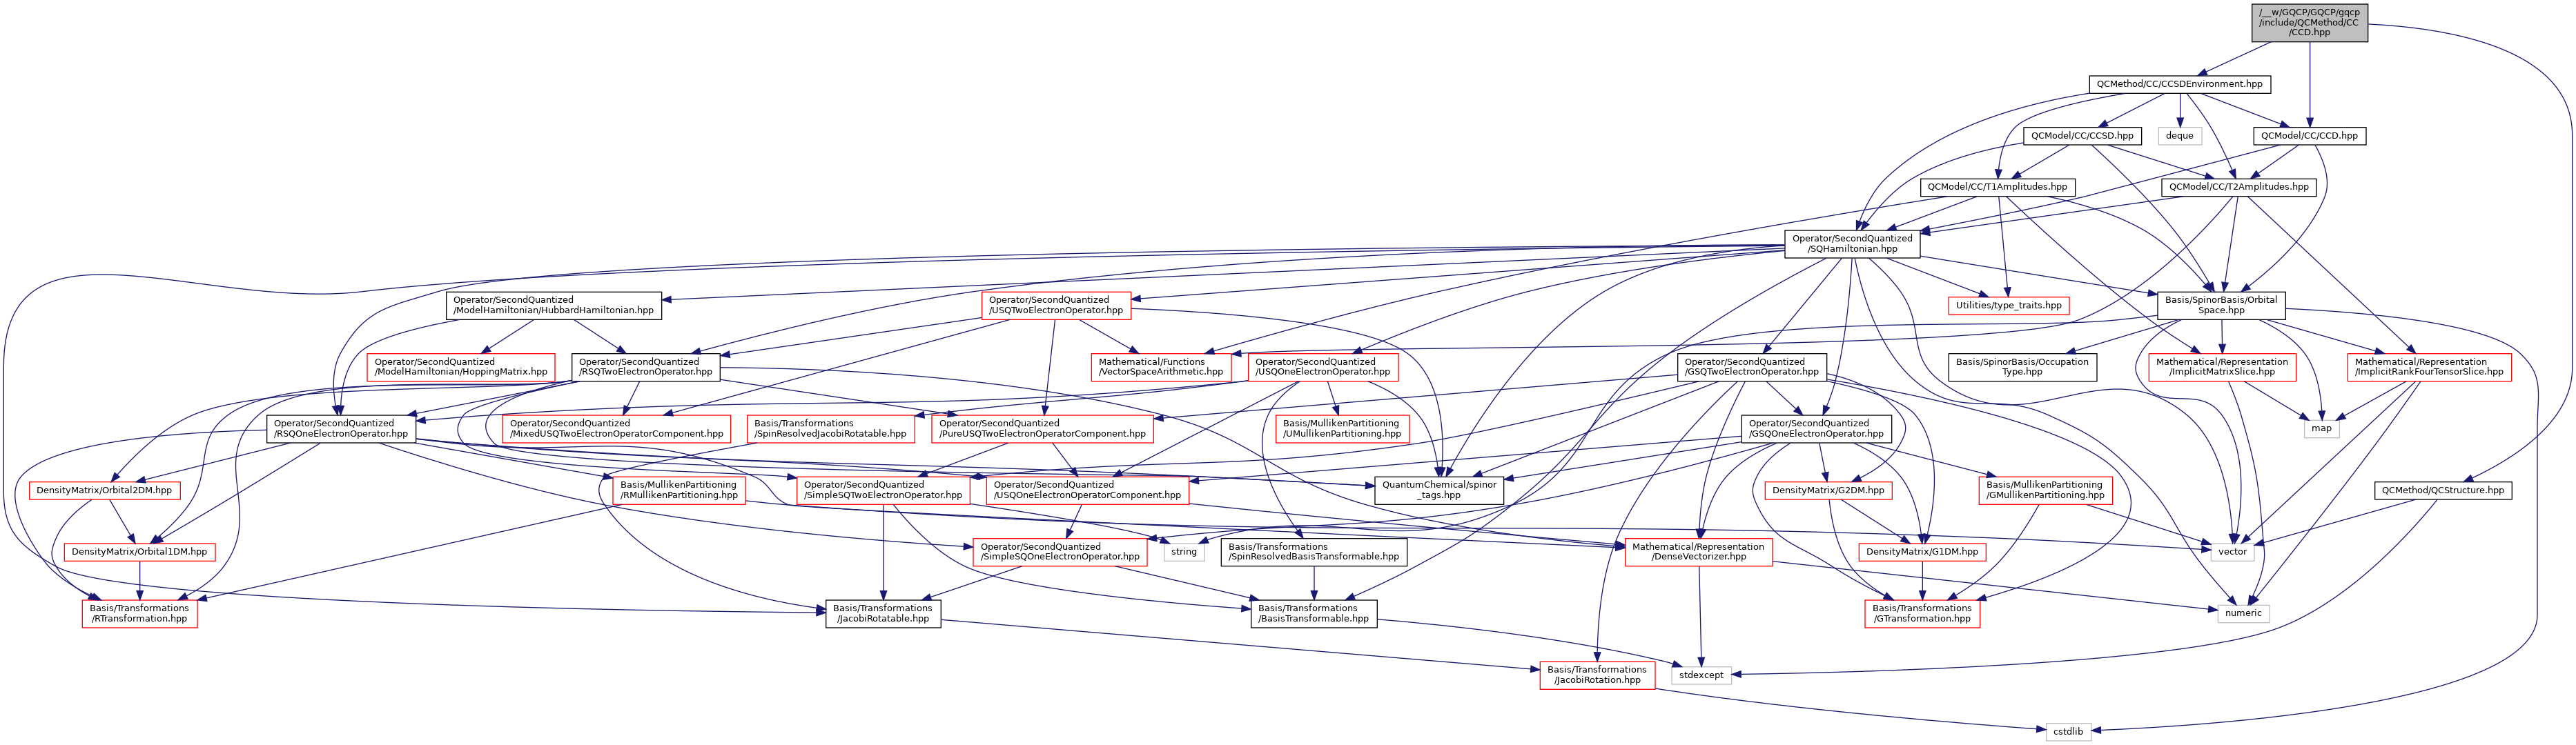 /__w/GQCP/GQCP/gqcp
/include/QCMethod/CC
/CCD.hpp
QCMethod/CC/CCSDEnvironment.hpp
QCModel/CC/CCSD.hpp
deque
QCModel/CC/CCD.hpp
QCModel/CC/T1Amplitudes.hpp
QCModel/CC/T2Amplitudes.hpp
Operator/SecondQuantized
/SQHamiltonian.hpp
Operator/SecondQuantized
/ModelHamiltonian/HubbardHamiltonian.hpp
Operator/SecondQuantized
/USQTwoElectronOperator.hpp
Utilities/type_traits.hpp
Basis/SpinorBasis/Orbital
Space.hpp
Operator/SecondQuantized
/ModelHamiltonian/HoppingMatrix.hpp
Operator/SecondQuantized
/RSQTwoElectronOperator.hpp
Mathematical/Functions
/VectorSpaceArithmetic.hpp
Operator/SecondQuantized
/USQOneElectronOperator.hpp
Operator/SecondQuantized
/GSQTwoElectronOperator.hpp
Basis/SpinorBasis/Occupation
Type.hpp
Mathematical/Representation
/ImplicitMatrixSlice.hpp
Mathematical/Representation
/ImplicitRankFourTensorSlice.hpp
Operator/SecondQuantized
/RSQOneElectronOperator.hpp
Operator/SecondQuantized
/MixedUSQTwoElectronOperatorComponent.hpp
Basis/Transformations
/SpinResolvedJacobiRotatable.hpp
Operator/SecondQuantized
/PureUSQTwoElectronOperatorComponent.hpp
Basis/MullikenPartitioning
/UMullikenPartitioning.hpp
Operator/SecondQuantized
/GSQOneElectronOperator.hpp
map
DensityMatrix/Orbital2DM.hpp
Basis/MullikenPartitioning
/RMullikenPartitioning.hpp
Operator/SecondQuantized
/SimpleSQTwoElectronOperator.hpp
Operator/SecondQuantized
/USQOneElectronOperatorComponent.hpp
QuantumChemical/spinor
_tags.hpp
DensityMatrix/G2DM.hpp
Basis/MullikenPartitioning
/GMullikenPartitioning.hpp
QCMethod/QCStructure.hpp
DensityMatrix/Orbital1DM.hpp
Operator/SecondQuantized
/SimpleSQOneElectronOperator.hpp
string
Basis/Transformations
/SpinResolvedBasisTransformable.hpp
Mathematical/Representation
/DenseVectorizer.hpp
DensityMatrix/G1DM.hpp
vector
Basis/Transformations
/RTransformation.hpp
Basis/Transformations
/JacobiRotatable.hpp
Basis/Transformations
/BasisTransformable.hpp
Basis/Transformations
/GTransformation.hpp
numeric
Basis/Transformations
/JacobiRotation.hpp
stdexcept
cstdlib